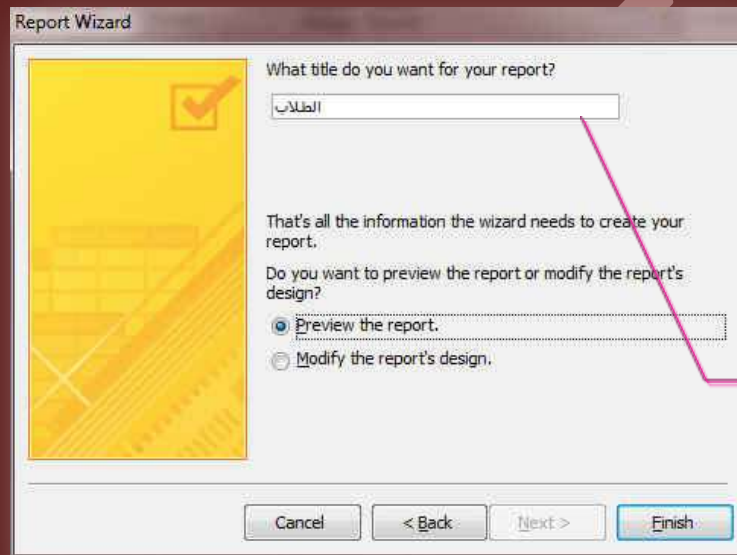 Report Wizard
What title do you want for your report?
الطلاب
That's all the information the wizard needs to create your
report.
Do you want to preview the report or modify the report's
design?
Preview the report.
Modify the report's design.
Cancel
< Back
Next >
Finish